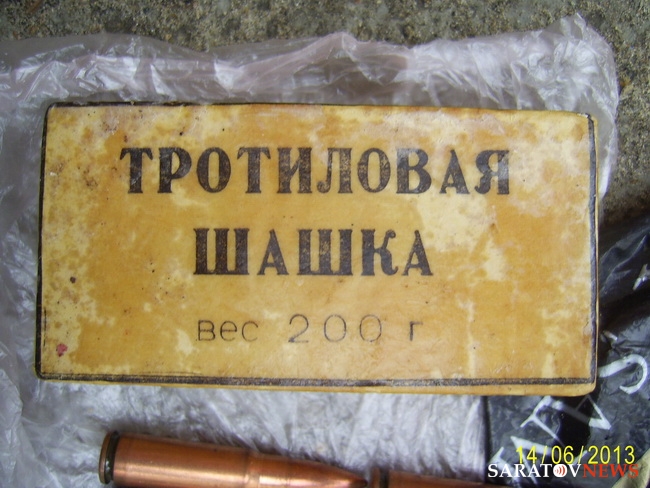 ТРОТИЛОВАЯ
ШАШКА
вес 200 г
14/06/2013
SARATOVNEWS